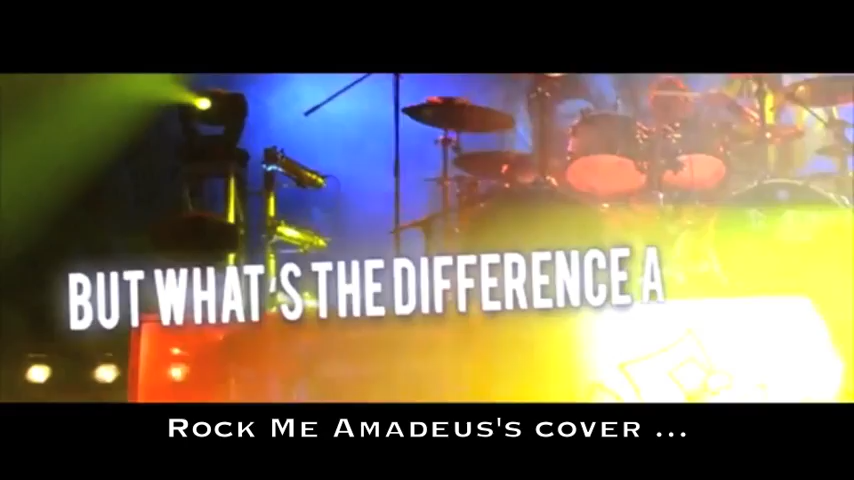 BUT WHAT'S THE DIFFERENCE A
ROCK ME AMADEUS'S COVER ...